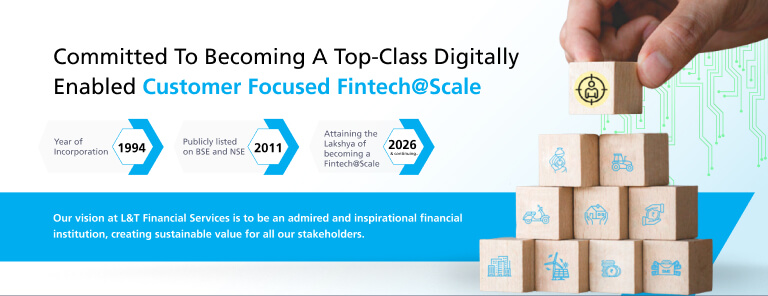 Committed To Becoming A Top-Class Digitally
Enabled Customer Focused Fintech@Scale
Year of
Incorporation
1994
Publicly listed
on BSE and NSE
2011
Attaining the
Lakshya of
becoming a
Fintech@Scale
2026
& continuing..
Our vision at L&T Financial Services is to be an admired and inspirational financial
institution, creating sustainable value for all our stakeholders.